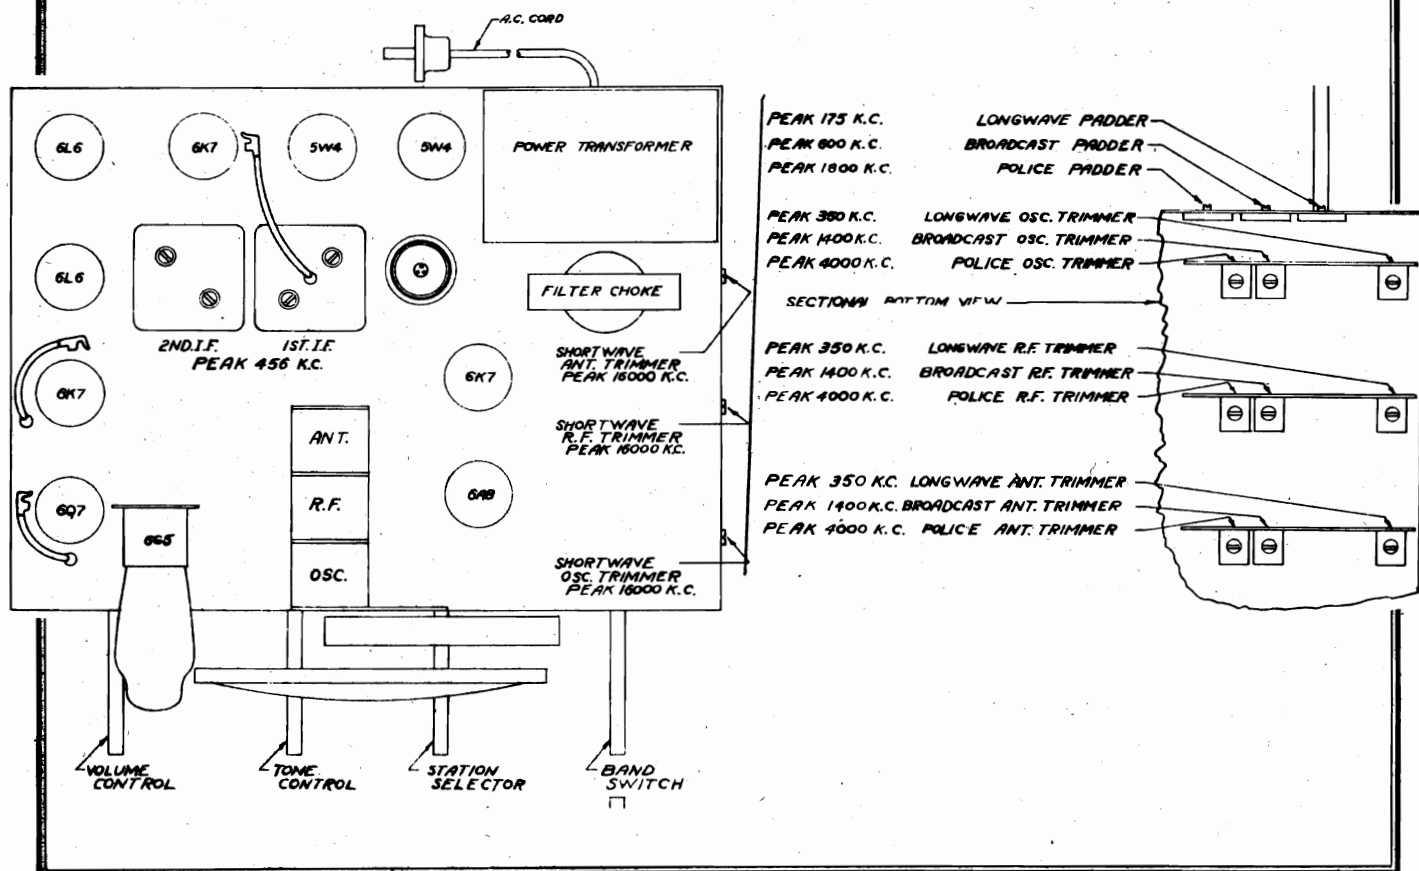 A.C. CORD
6L6
6K7
5W4
5W4
POWER TRANSFORMER
6L6
2ND. I.F.
1ST. I.F.
PEAK 456 K.C.
FILTER CHOKE
6K7
6K7
SHORTWAVE
ANT. TRIMMER
PEAK 16000 K.C.
SHORTWAVE
R.F. TRIMMER
PEAK 16000 K.C.
SHORTWAVE
OSC. TRIMMER
PEAK 16000 K.C.
6Q7
6G5
ANT.
R.F.
OSC.
6A8
VOLUME
CONTROL
TONE
CONTROL
STATION
SELECTOR
BAND
SWITCH
PEAK 175 K.C. LONGWAVE PADDER
PEAK 600 K.C. BROADCAST PADDER
PEAK 1800 K.C. POLICE PADDER
PEAK 350 K.C. LONGWAVE OSC. TRIMMER
PEAK 1400 K.C. BROADCAST OSC. TRIMMER
PEAK 4000 K.C. POLICE OSC. TRIMMER
SECTIONAL BOTTOM VIEW
PEAK 350 K.C. LONGWAVE R.F. TRIMMER
PEAK 1400 K.C. BROADCAST R.F. TRIMMER
PEAK 4000 K.C. POLICE R.F. TRIMMER
PEAK 350 K.C. LONGWAVE ANT. TRIMMER
PEAK 1400 K.C. BROADCAST ANT. TRIMMER
PEAK 4000 K.C. POLICE ANT. TRIMMER